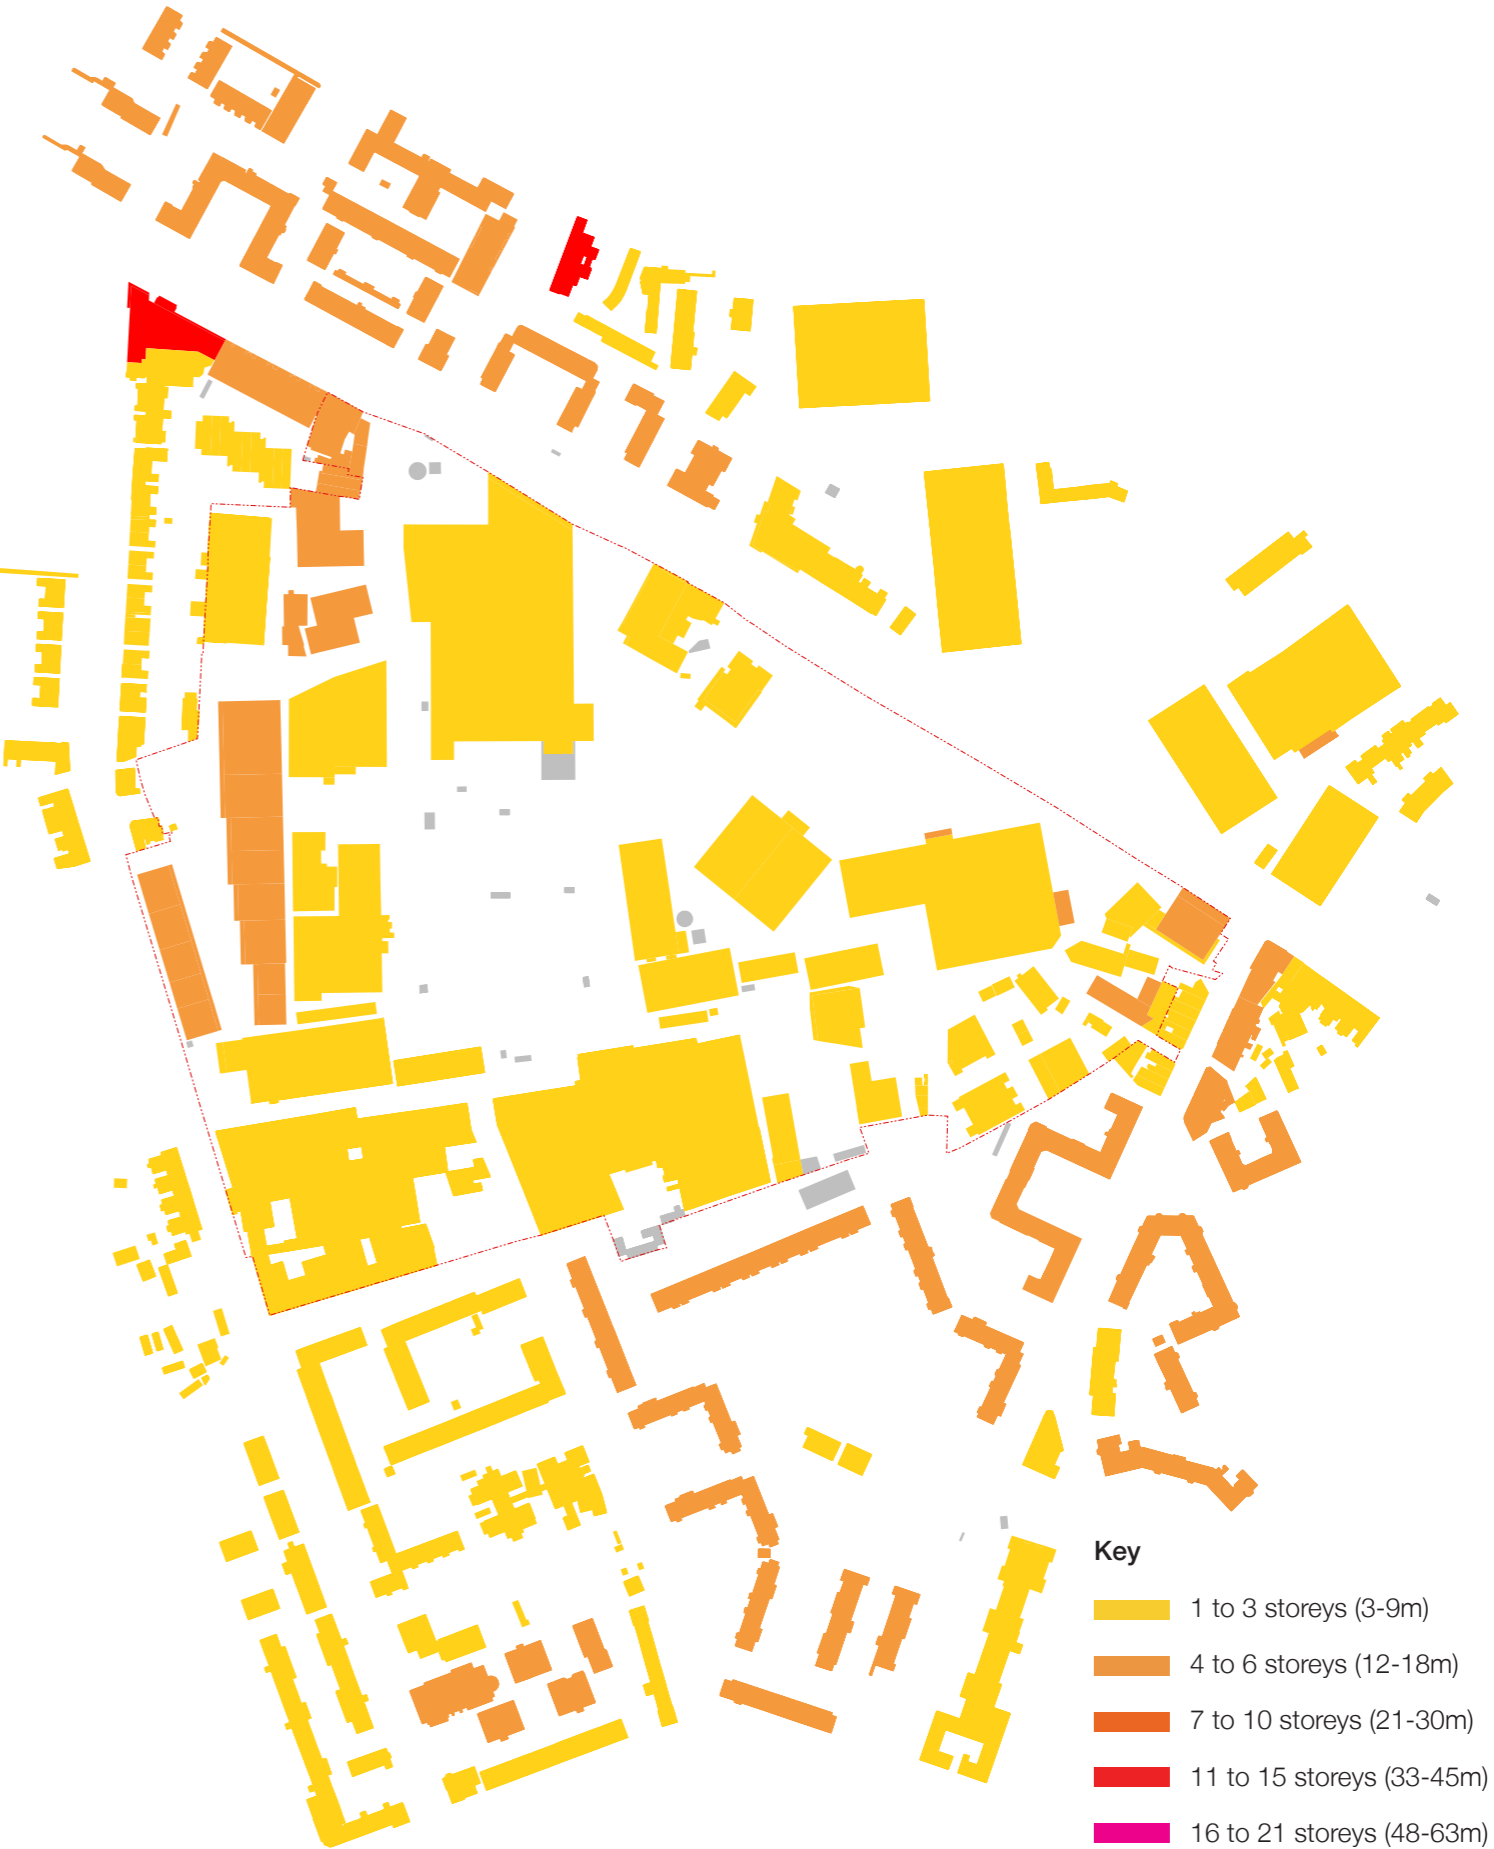 Key
1 to 3 storeys (3-9m)
4 to 6 storeys (12-18m)
7 to 10 storeys (21-30m)
11 to 15 storeys (33-45m)
16 to 21 storeys (48-63m)